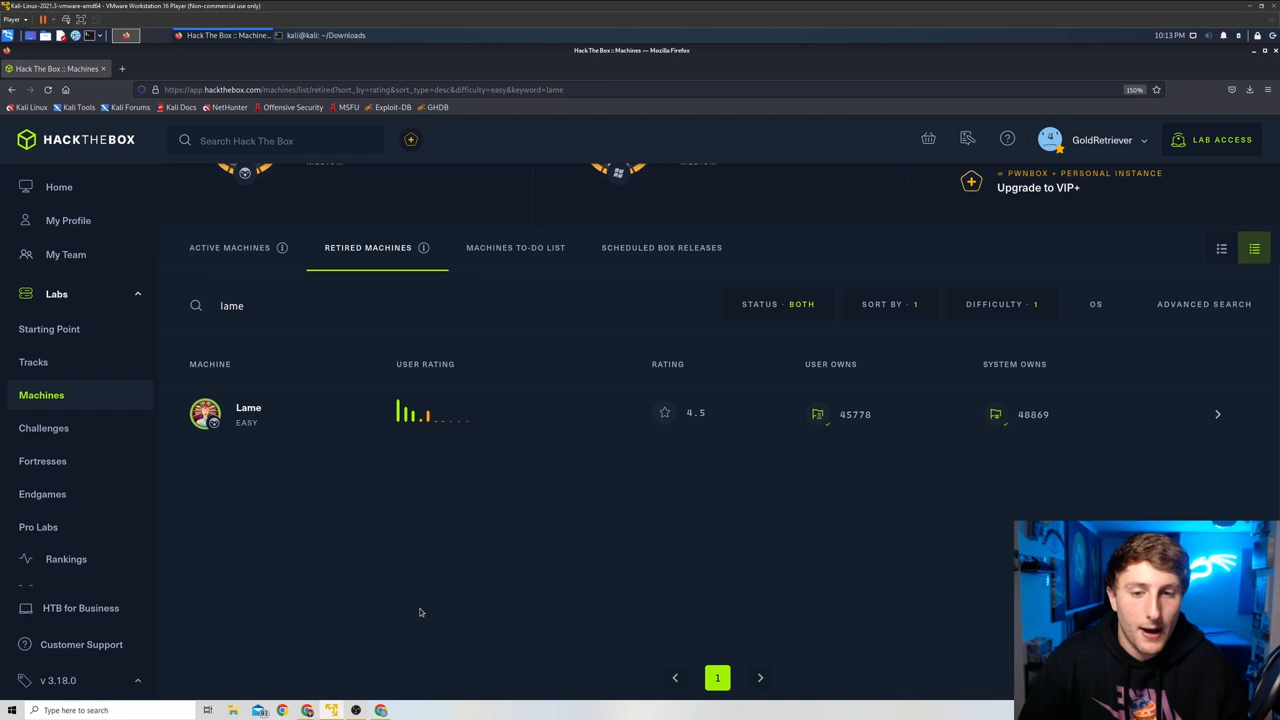 Kali-Linux-2021.3-vmware-amd64 - VMware Workstation 16 Player (Non-commercial use only)
Player
Hack The Box :: Machine... kali@kali: ~/Downloads 10:13 PM
Hack The Box :: Machines — Mozilla Firefox
Hack The Box :: Machines
https://app.hackthebox.com/machines/list/retired?sort_by=rating&sort_type=desc&difficulty=easy&keyword=lame 150%
Kali Linux Kali Tools Kali Forums Kali Docs NetHunter Offensive Security MSFU Exploit-DB GHDB
HACKTHEBOX Search Hack The Box GoldRetriever LAB ACCESS
MEDIUM MEDIUM
∞ PWNBOX + PERSONAL INSTANCE
Upgrade to VIP+
Home
My Profile
My Team
Labs
Starting Point
Tracks
Machines
Challenges
Fortresses
Endgames
Pro Labs
Rankings
HTB for Business
Customer Support
v 3.18.0
ACTIVE MACHINES RETIRED MACHINES MACHINES TO-DO LIST SCHEDULED BOX RELEASES
lame STATUS · BOTH SORT BY · 1 DIFFICULTY · 1 OS ADVANCED SEARCH
MACHINE USER RATING RATING USER OWNS SYSTEM OWNS
Lame 4.5 45778 48869
EASY
1
Type here to search 93